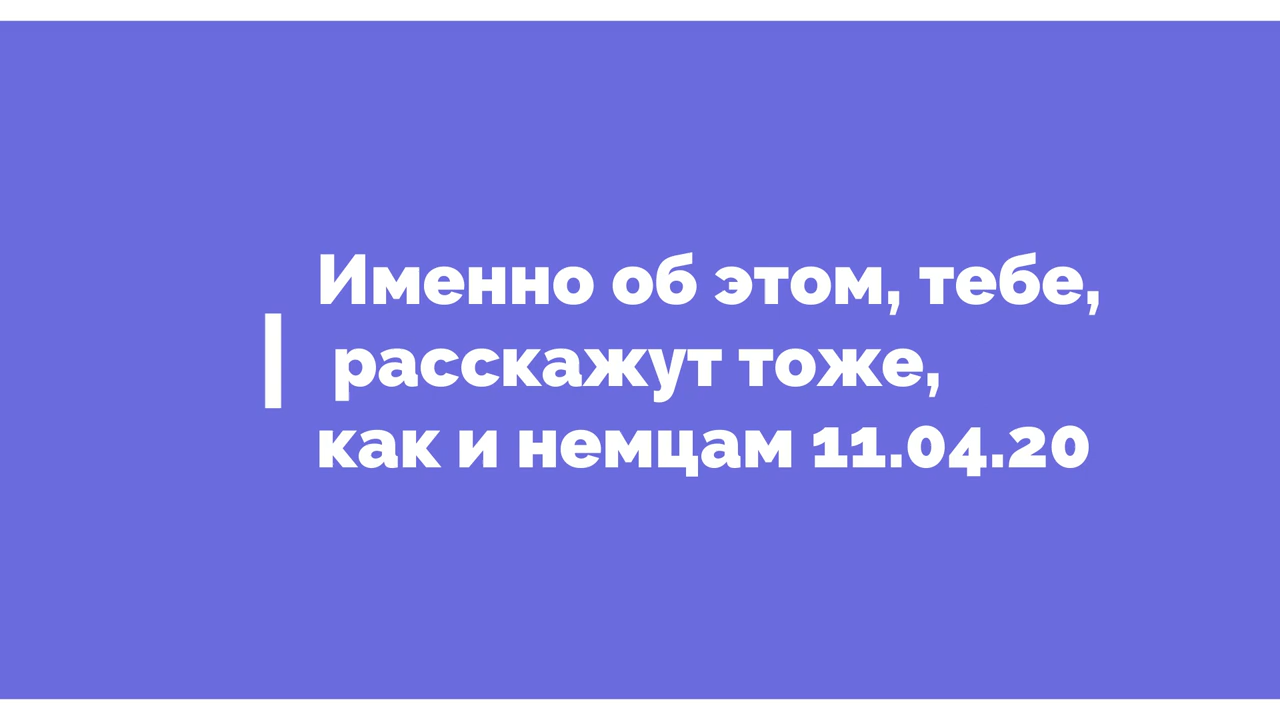 Именно об этом, тебе,
расскажут тоже,
как и немцам 11.04.20